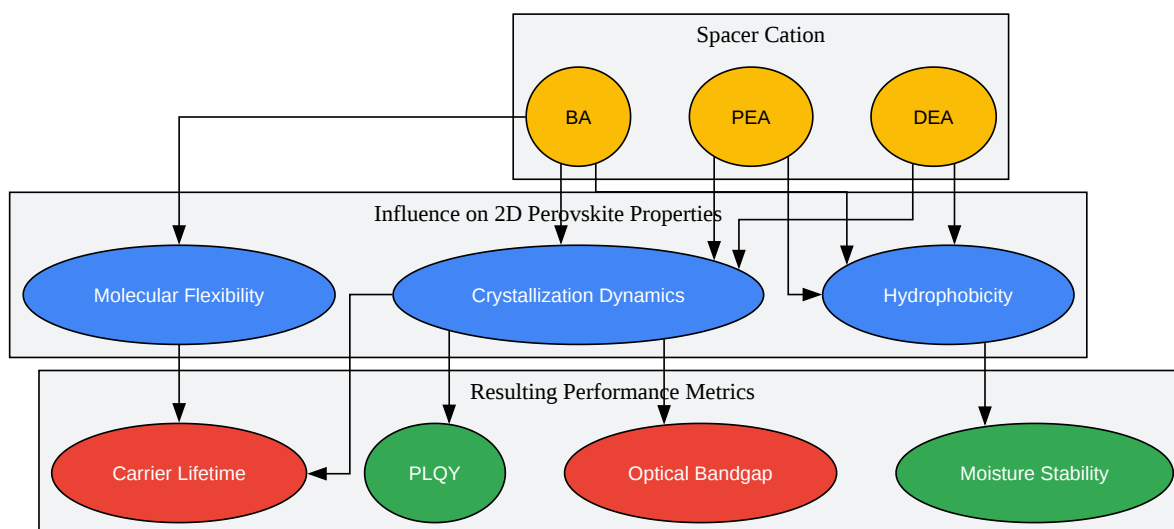 Spacer Cation
BA
PEA
DEA
Influence on 2D Perovskite Properties
Molecular Flexibility
Crystallization Dynamics
Hydrophobicity
Resulting Performance Metrics
Carrier Lifetime
PLQY
Optical Bandgap
Moisture Stability